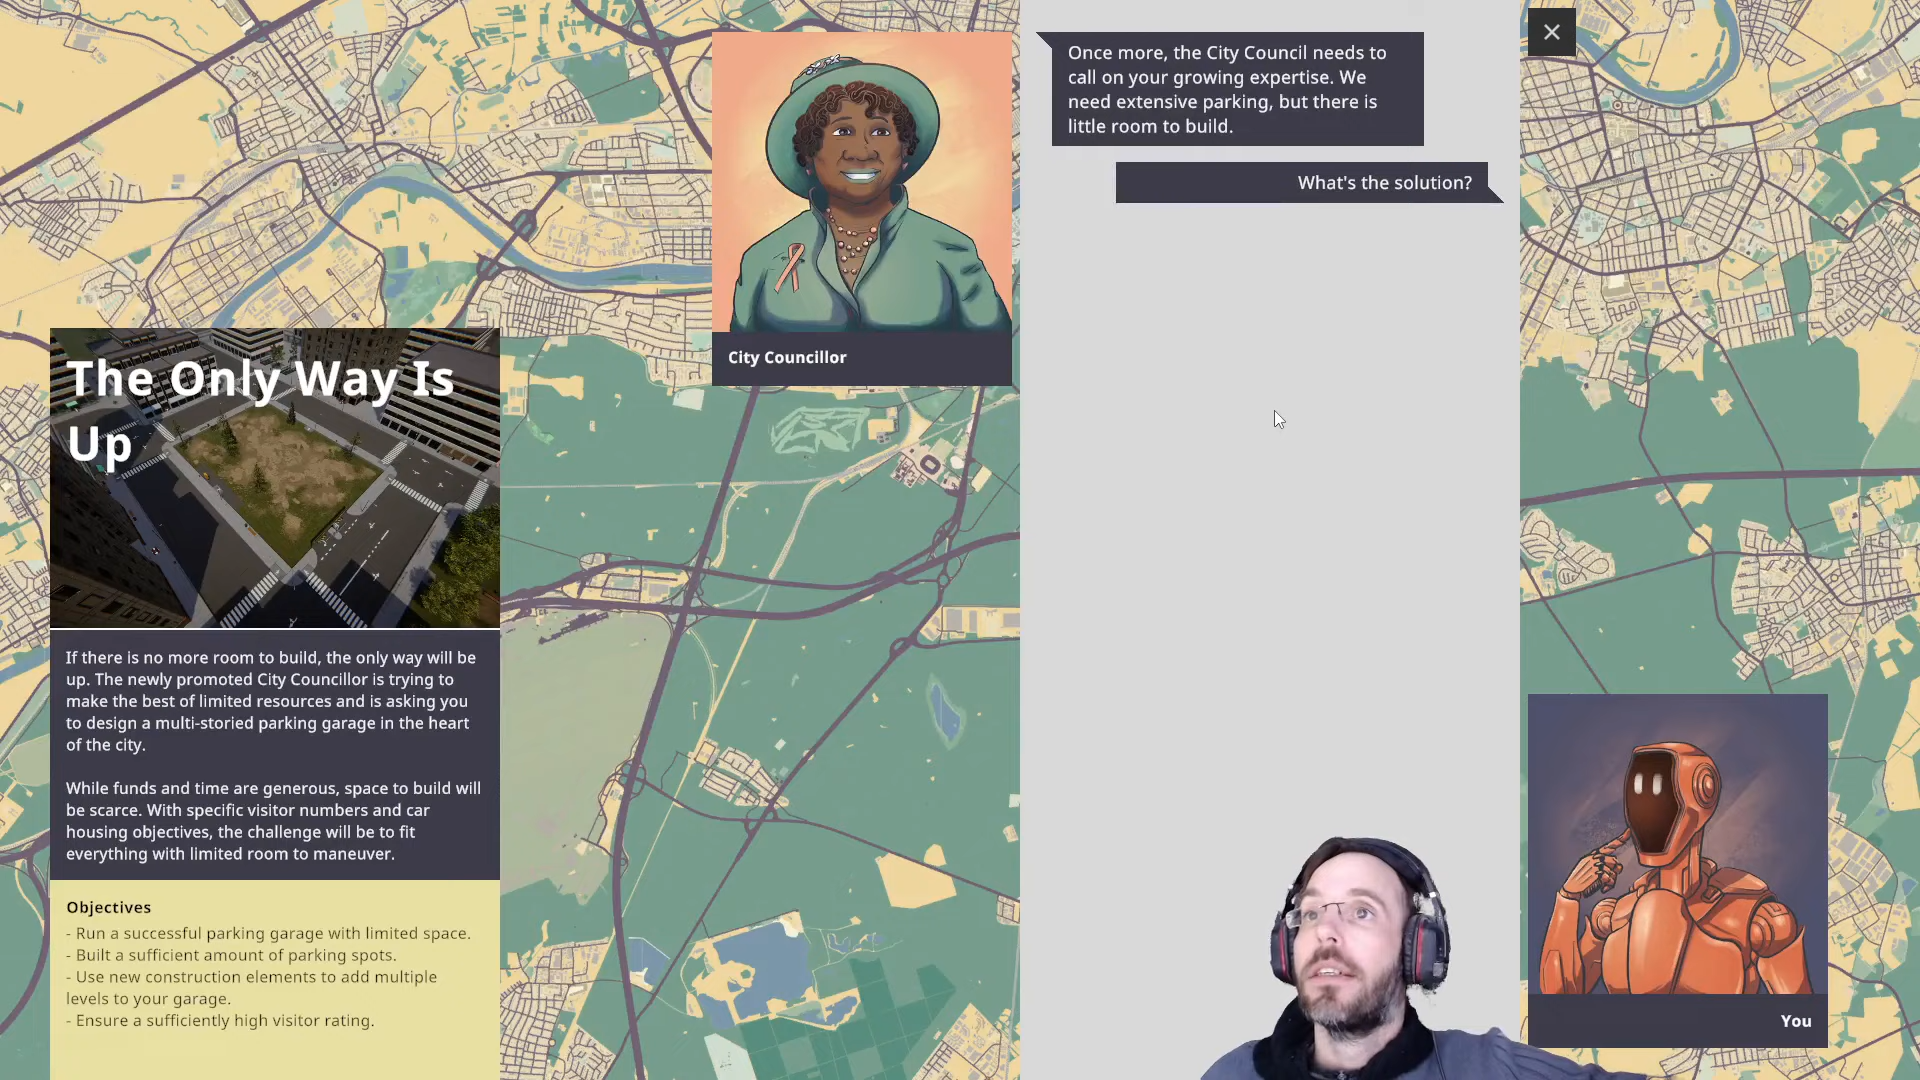 Once more, the City Council needs to
call on your growing expertise. We
need extensive parking, but there is
little room to build.
What's the solution?
City Councillor
The Only Way Is
Up
If there is no more room to build, the only way will be
up. The newly promoted City Councillor is trying to
make the best of limited resources and is asking you
to design a multi-storied parking garage in the heart
of the city.
While funds and time are generous, space to build will
be scarce. With specific visitor numbers and car
housing objectives, the challenge will be to fit
everything with limited room to maneuver.
Objectives
- Run a successful parking garage with limited space.
- Built a sufficient amount of parking spots.
- Use new construction elements to add multiple
levels to your garage.
- Ensure a sufficiently high visitor rating.
You